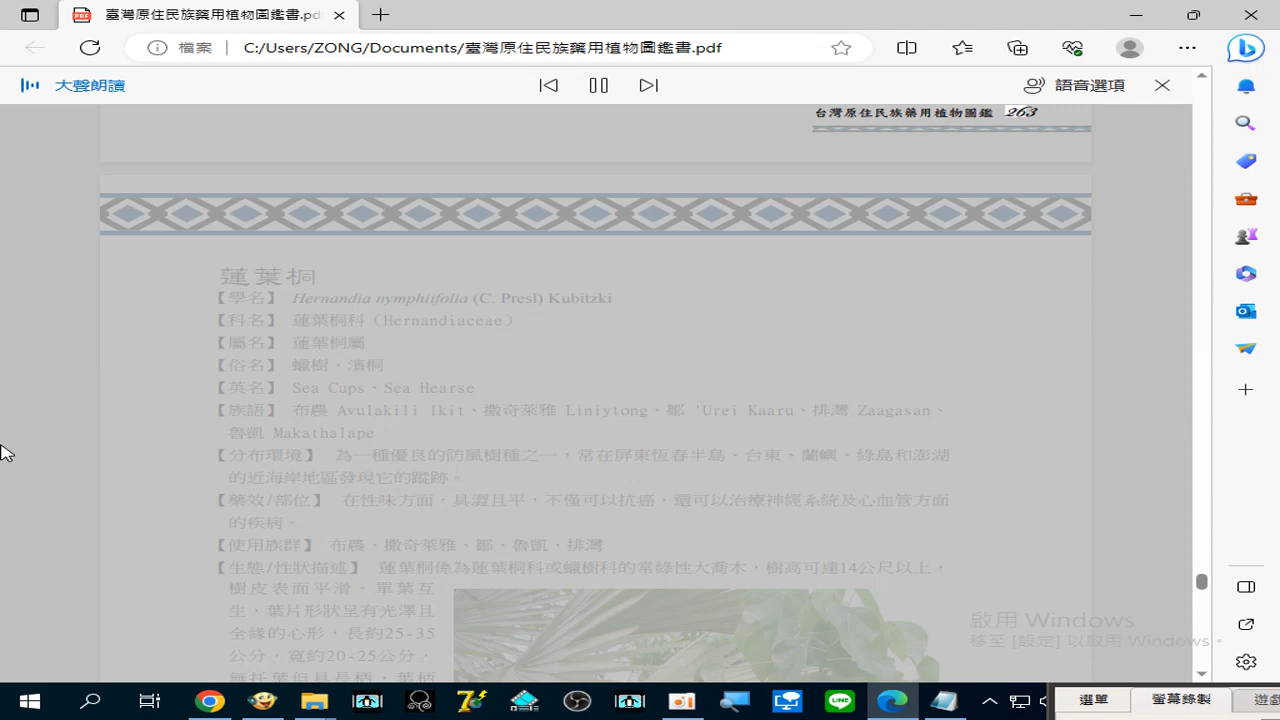 臺灣原住民族藥用植物圖鑑書.pd
檔案
C:/Users/ZONG/Documents/臺灣原住民族藥用植物圖鑑書.pdf
大聲朗讀
語音選項
台灣原住民族藥用植物圖鑑 263
蓮葉桐
【學名】 Hernandia nymphiifolia (C. Presl) Kubitzki
【科名】 蓮葉桐科（Hernandiaceae）
【屬名】 蓮葉桐屬
【俗名】 蠟樹、濱桐
【英名】 Sea Cups、Sea Hearse
【族語】 布農 Avulakili Ikit、撒奇萊雅 Liniytong、鄒 'Urei Kaaru、排灣 Zaagasan、
魯凱 Makathalape
【分布環境】 為一種優良的防風樹種之一，常在屏東恆春半島、台東、蘭嶼、綠島和澎湖
的近海岸地區發現它的蹤跡。
【藥效/部位】 在性味方面，具澀且平，不僅可以抗癌，還可以治療神經系統及心血管方面
的疾病。
【使用族群】 布農、撒奇萊雅、鄒、魯凱、排灣
【生態/性狀描述】 蓮葉桐係為蓮葉桐科或蠟樹科的常綠性大喬木，樹高可達14公尺以上，
樹皮表面平滑。單葉互
生，葉片形狀呈有光澤且
全緣的心形，長約25-35
公分，寬約20-25公分，
無托葉但具長柄，葉柄
啟用 Windows
移至 [設定] 以啟用 Windows。
選單
螢幕錄製
遊戲